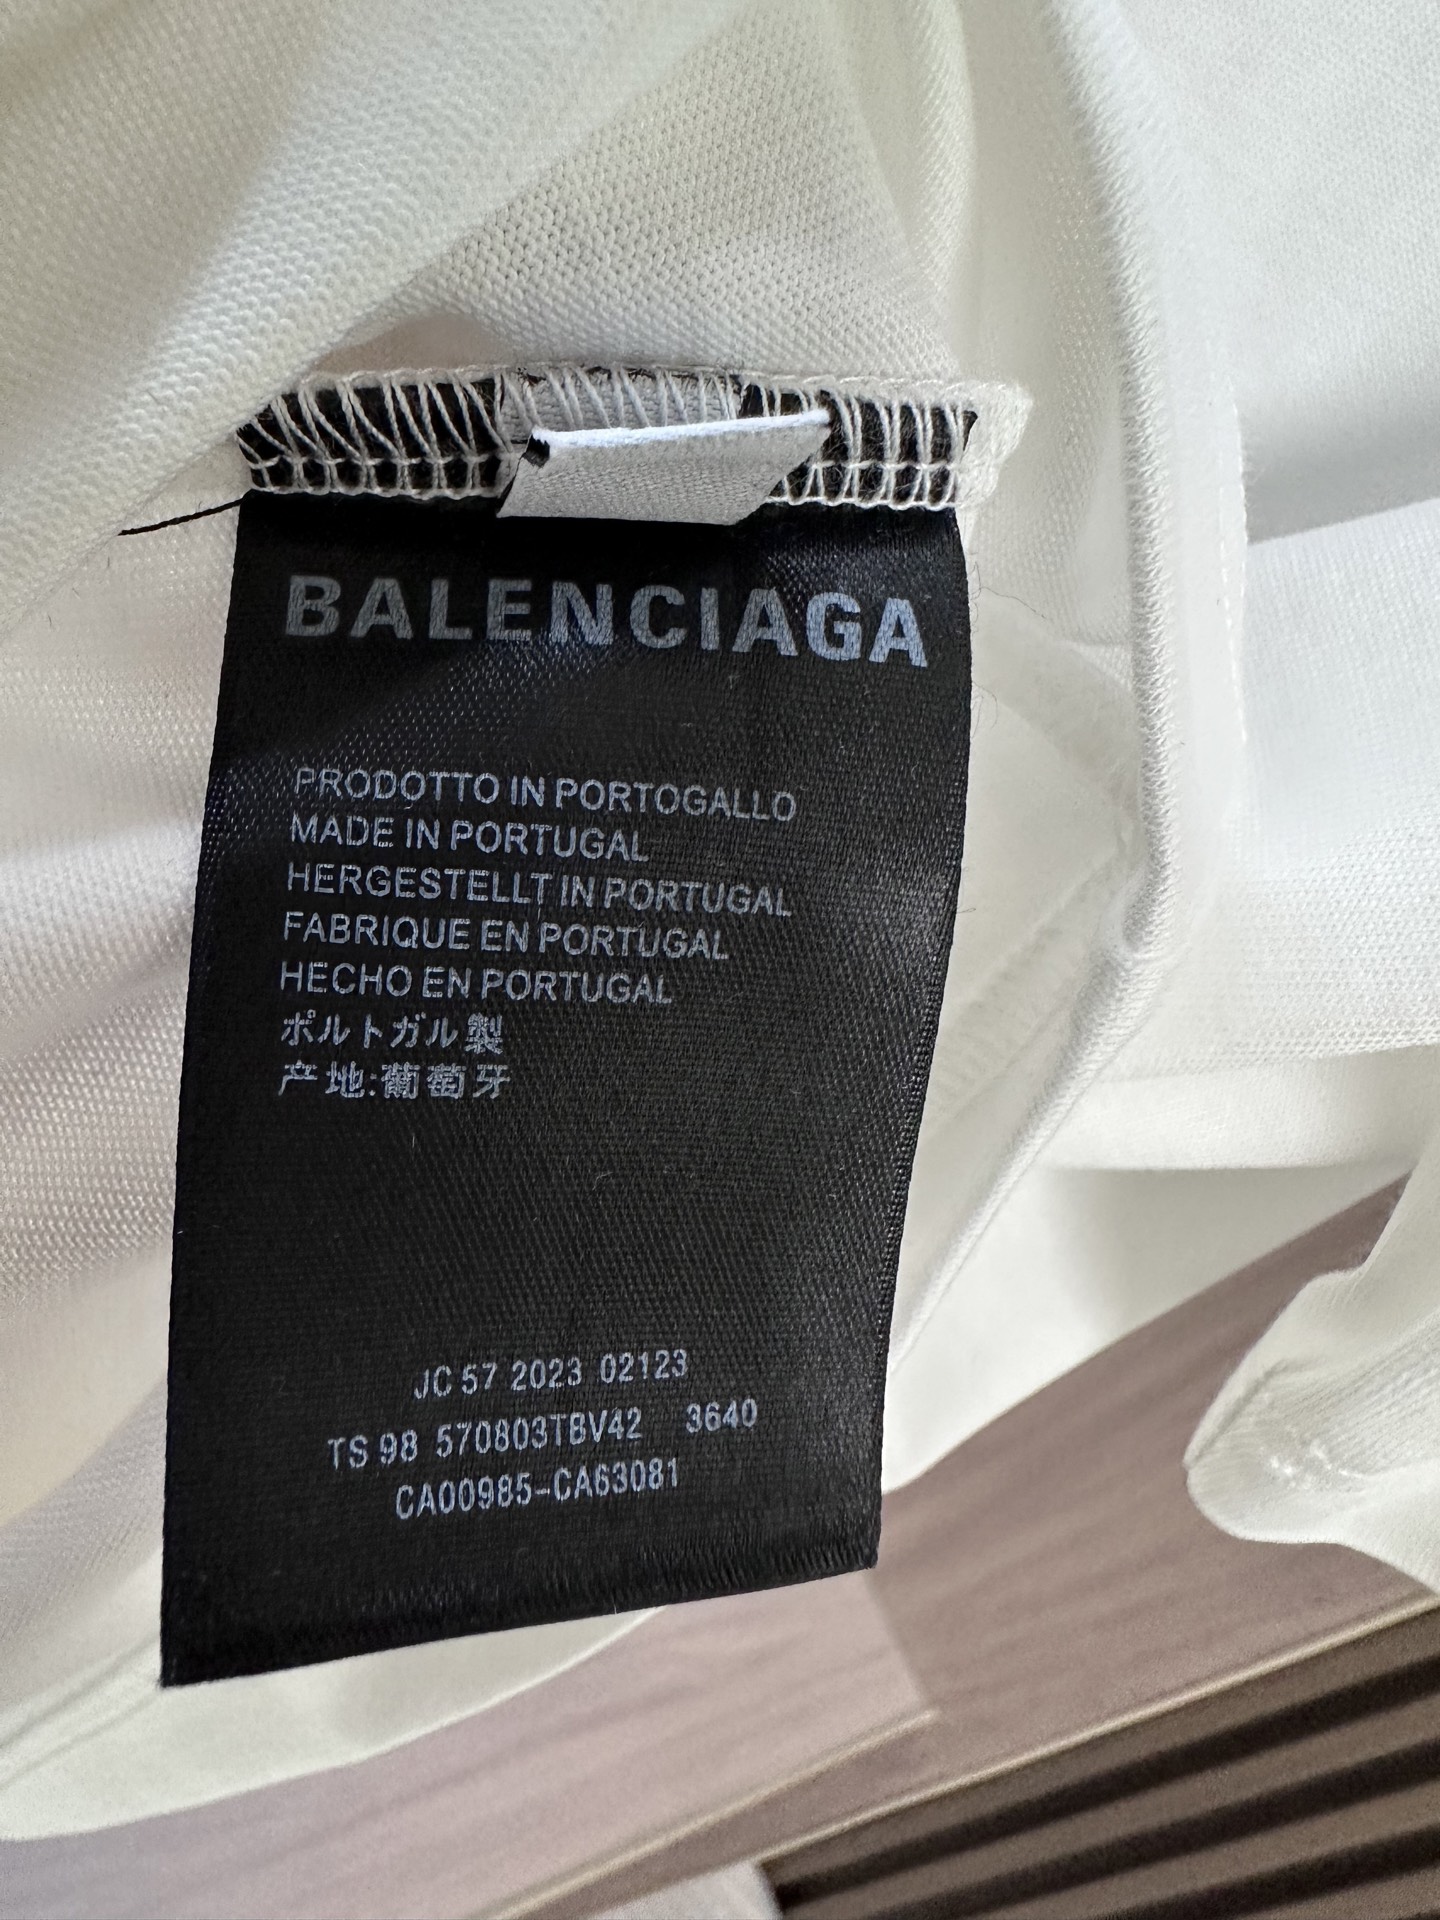 BALENCIAGA
PRODOTTO IN PORTOGALLO
MADE IN PORTUGAL
HERGESTELLT IN PORTUGAL
FABRIQUE EN PORTUGAL
HECHO EN PORTUGAL
ポルトガル製
产地:葡萄牙
JC 57 2023 02123
TS 98 570803TBV42 3640
CA00985-CA63081